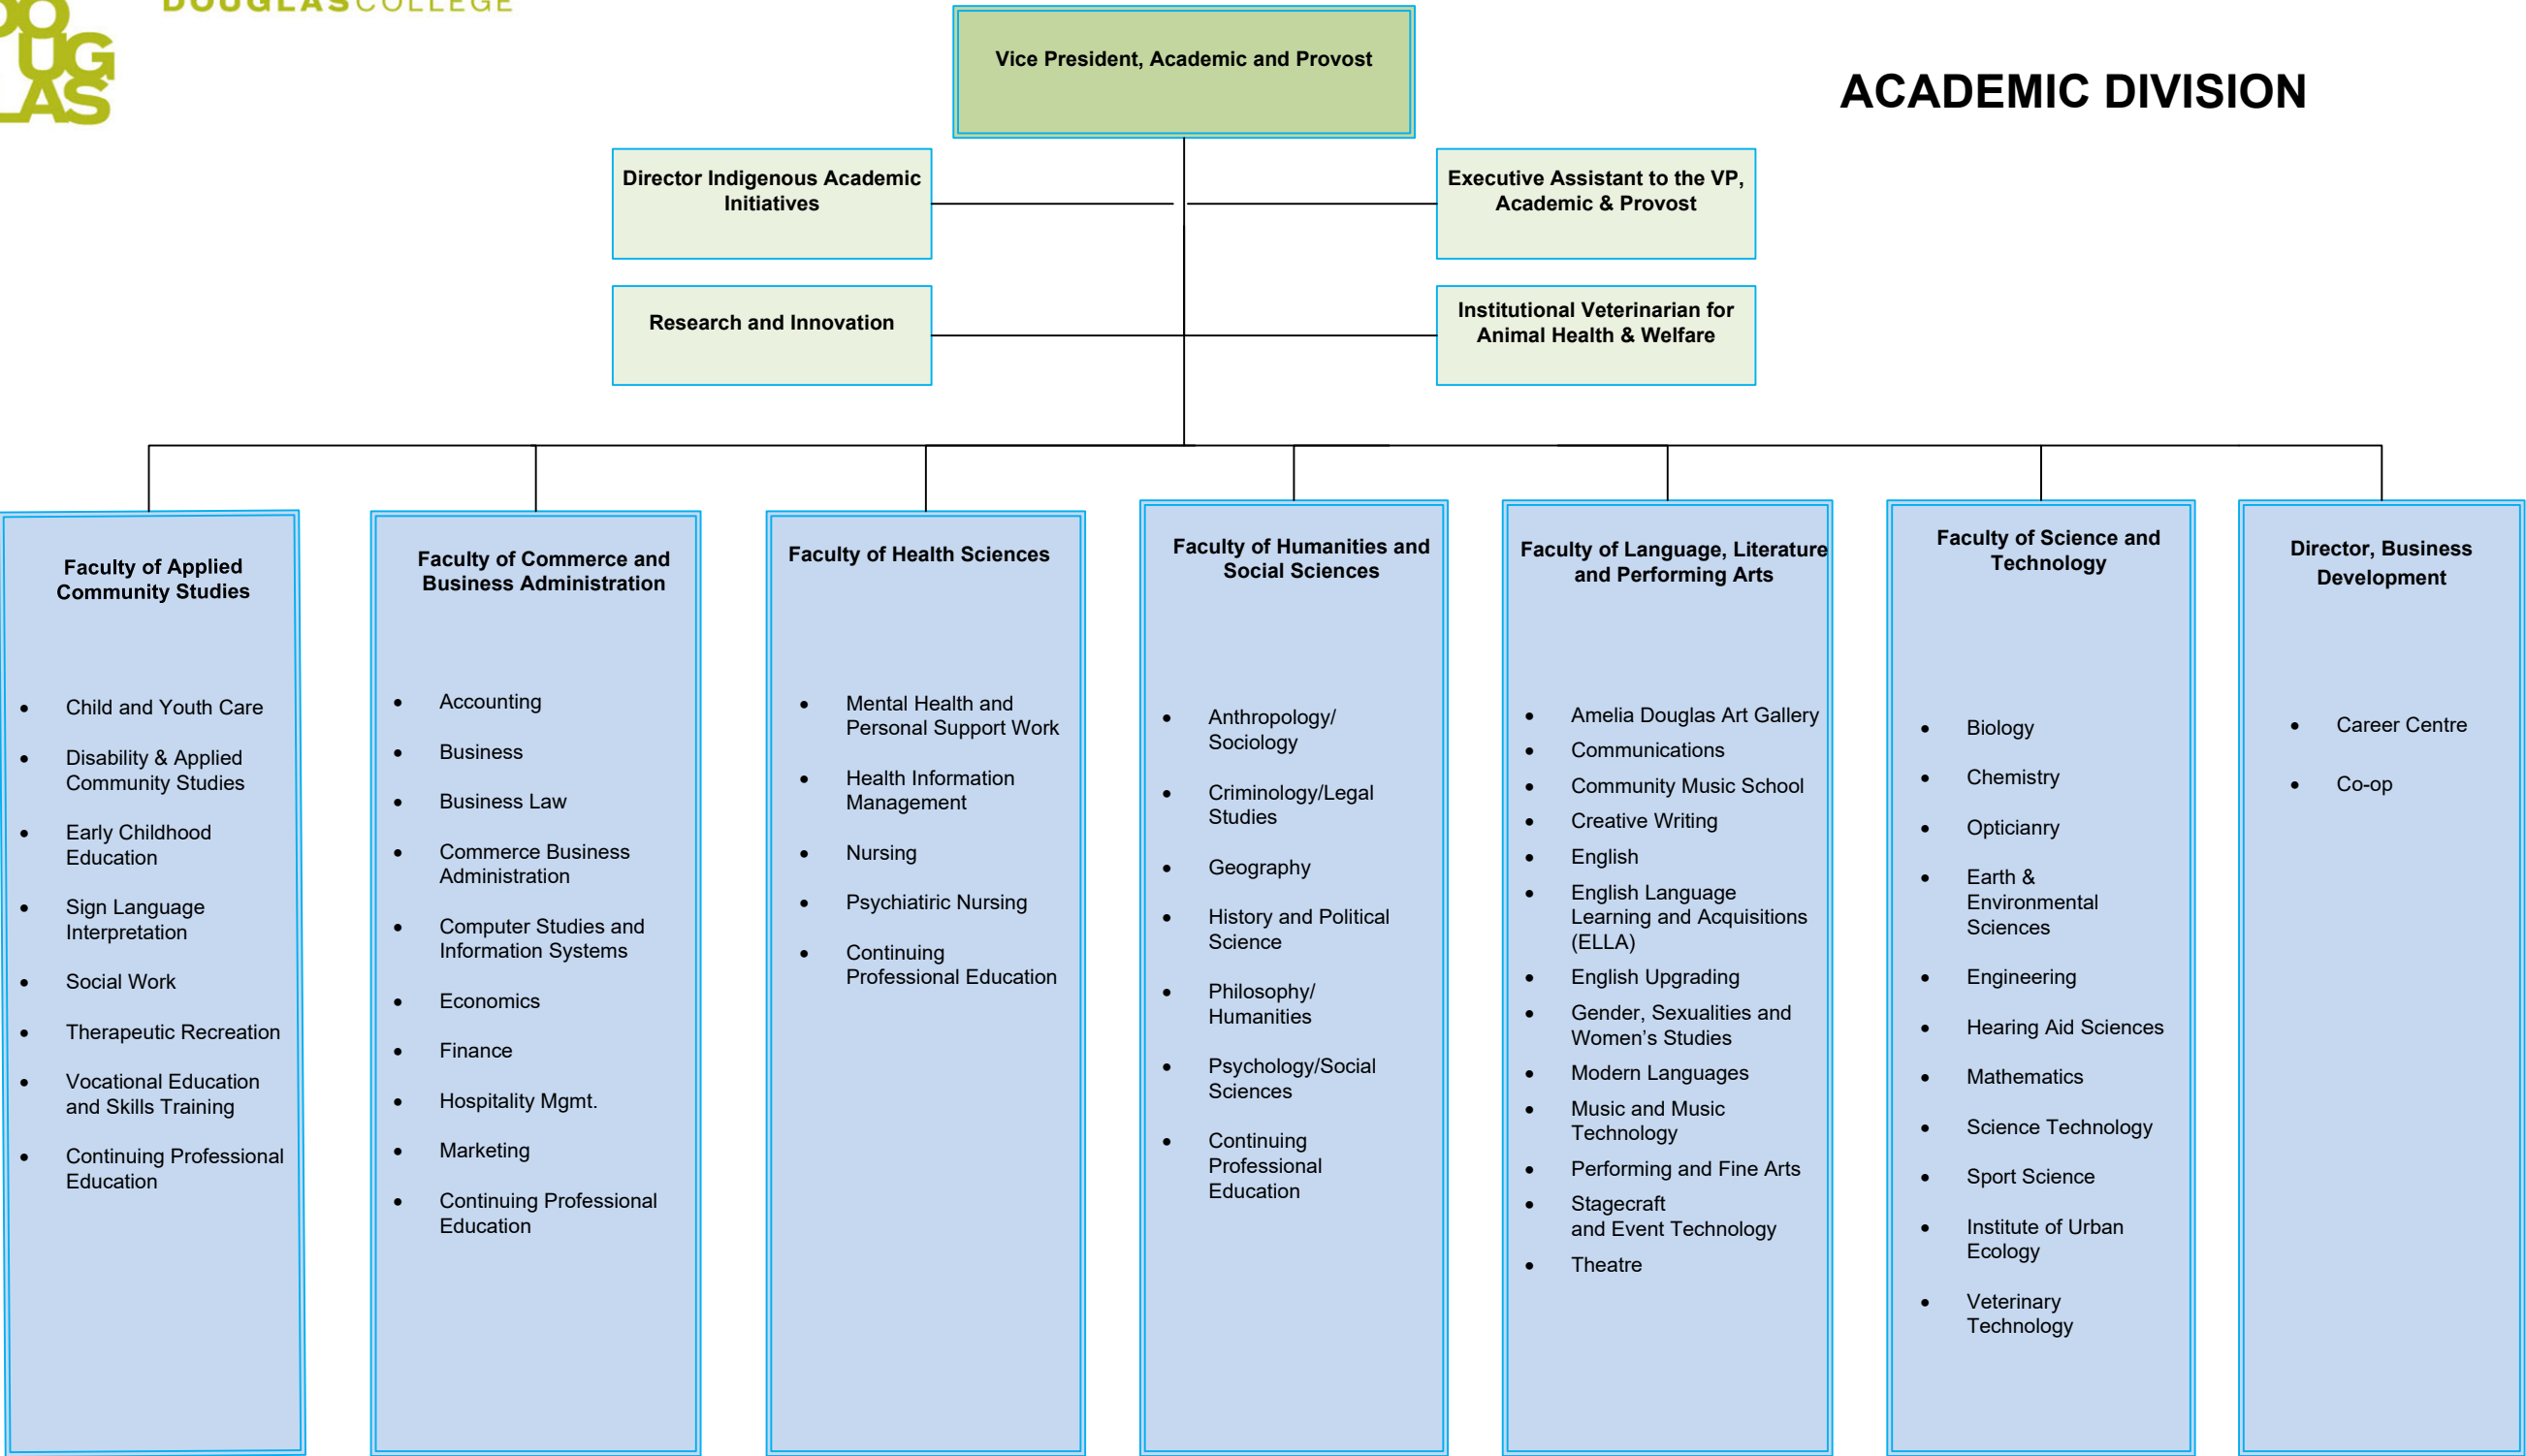 DOUGLASCOLLEGE
DO
UG
LAS
ACADEMIC DIVISION
Vice President, Academic and Provost
Director Indigenous Academic
Initiatives
Executive Assistant to the VP,
Academic & Provost
Research and Innovation
Institutional Veterinarian for
Animal Health & Welfare
Faculty of Applied
Community Studies
• Child and Youth Care
• Disability & Applied
Community Studies
• Early Childhood
Education
• Sign Language
Interpretation
• Social Work
• Therapeutic Recreation
• Vocational Education
and Skills Training
• Continuing Professional
Education
Faculty of Commerce and
Business Administration
• Accounting
• Business
• Business Law
• Commerce Business
Administration
• Computer Studies and
Information Systems
• Economics
• Finance
• Hospitality Mgmt.
• Marketing
• Continuing Professional
Education
Faculty of Health Sciences
• Mental Health and
Personal Support Work
• Health Information
Management
• Nursing
• Psychiatiric Nursing
• Continuing
Professional Education
Faculty of Humanities and
Social Sciences
• Anthropology/
Sociology
• Criminology/Legal
Studies
• Geography
• History and Political
Science
• Philosophy/
Humanities
• Psychology/Social
Sciences
• Continuing
Professional
Education
Faculty of Language, Literature
and Performing Arts
• Amelia Douglas Art Gallery
• Communications
• Community Music School
• Creative Writing
• English
• English Language
Learning and Acquisitions
(ELLA)
• English Upgrading
• Gender, Sexualities and
Women’s Studies
• Modern Languages
• Music and Music
Technology
• Performing and Fine Arts
• Stagecraft
and Event Technology
• Theatre
Faculty of Science and
Technology
• Biology
• Chemistry
• Opticianry
• Earth &
Environmental
Sciences
• Engineering
• Hearing Aid Sciences
• Mathematics
• Science Technology
• Sport Science
• Institute of Urban
Ecology
• Veterinary
Technology
Director, Business
Development
• Career Centre
• Co-op